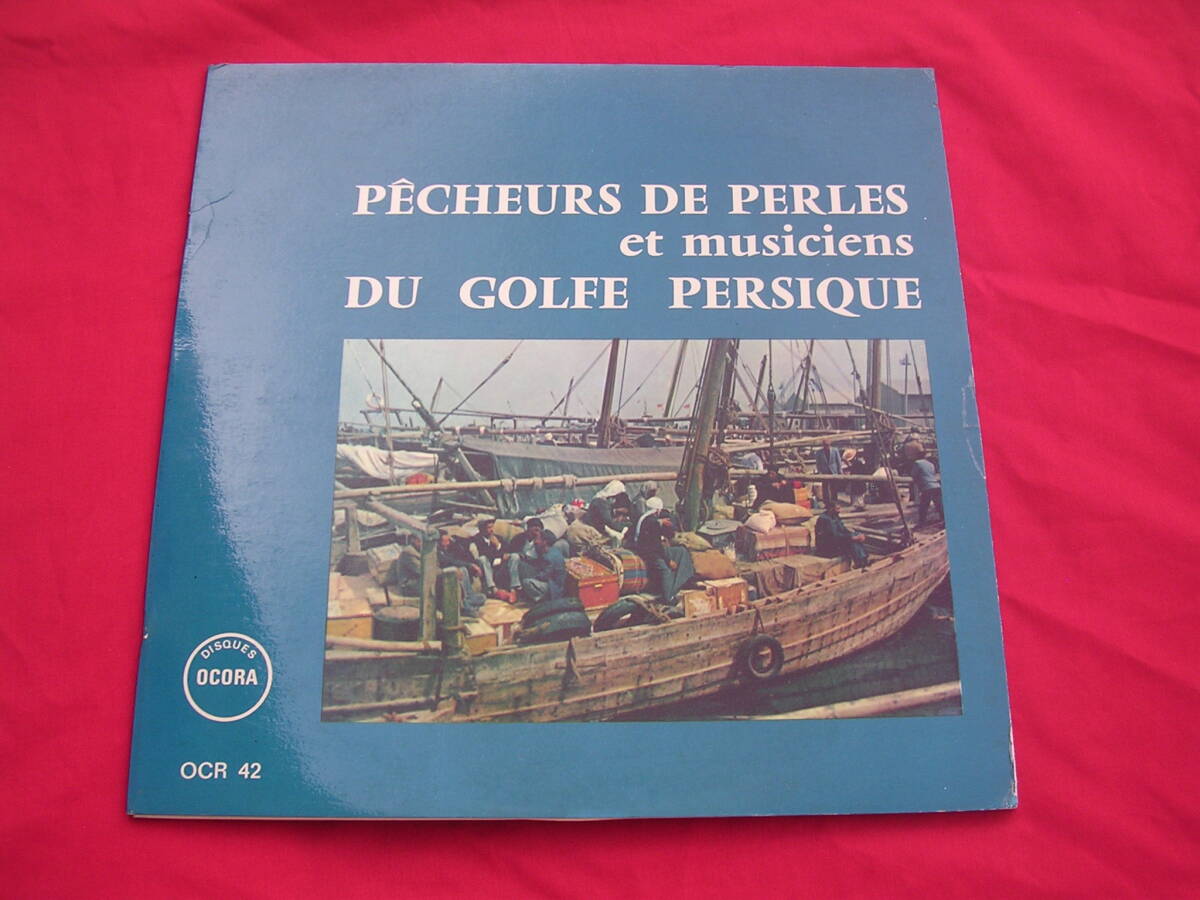 PÊCHEURS DE PERLES
et musiciens
DU GOLFE PERSIQUE
DISQUES
OCORA
OCR 42